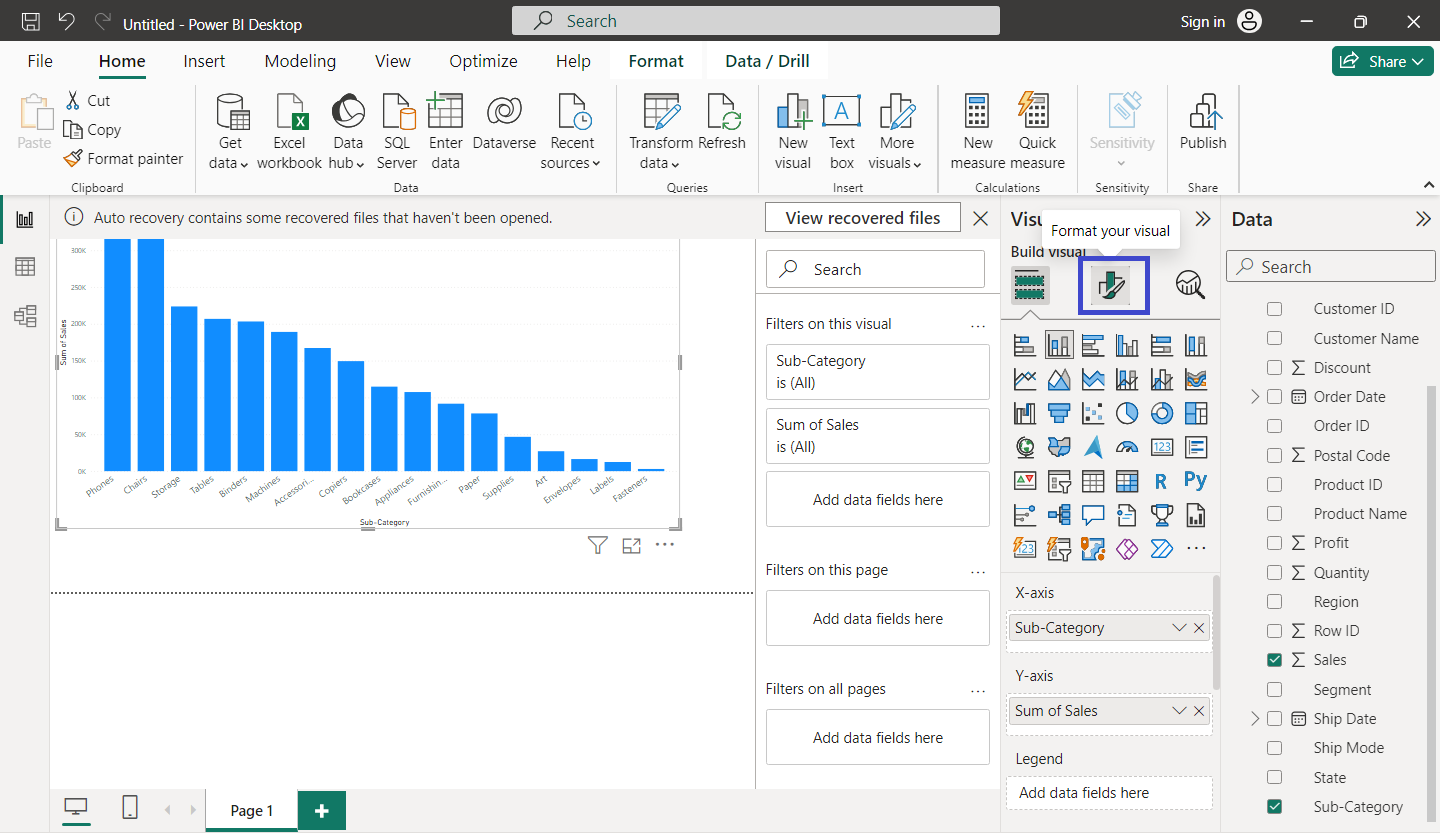 Untitled - Power BI Desktop
Search
Sign in
File
Home
Insert
Modeling
View
Optimize
Help
Format
Data / Drill
Share
Paste
Cut
Copy
Format painter
Clipboard
Get
data
Excel
workbook
Data
hub
SQL
Server
Enter
data
Dataverse
Recent
sources
Data
Transform
data
Refresh
Queries
New
visual
Text
box
More
visuals
Insert
New
measure
Quick
measure
Calculations
Sensitivity
Sensitivity
Publish
Share
Auto recovery contains some recovered files that haven't been opened.
View recovered files
300K
200K
150K
100K
50K
0K
Sum of Sales
Phones
Chairs
Storage
Tables
Binders
Machines
Accessori...
Copiers
Bookcases
Appliances
Furnishin...
Paper
Supplies
Art
Envelopes
Labels
Fasteners
Sub-Category
Search
Filters on this visual
Sub-Category
is (All)
Sum of Sales
is (All)
Add data fields here
Filters on this page
Add data fields here
Filters on all pages
Add data fields here
Visu
Format your visual
Build visual
123
R
Py
123
X-axis
Sub-Category
Y-axis
Sum of Sales
Legend
Add data fields here
Data
Search
Customer ID
Customer Name
Discount
Order Date
Order ID
Postal Code
Product ID
Product Name
Profit
Quantity
Region
Row ID
Sales
Segment
Ship Date
Ship Mode
State
Sub-Category
Page 1